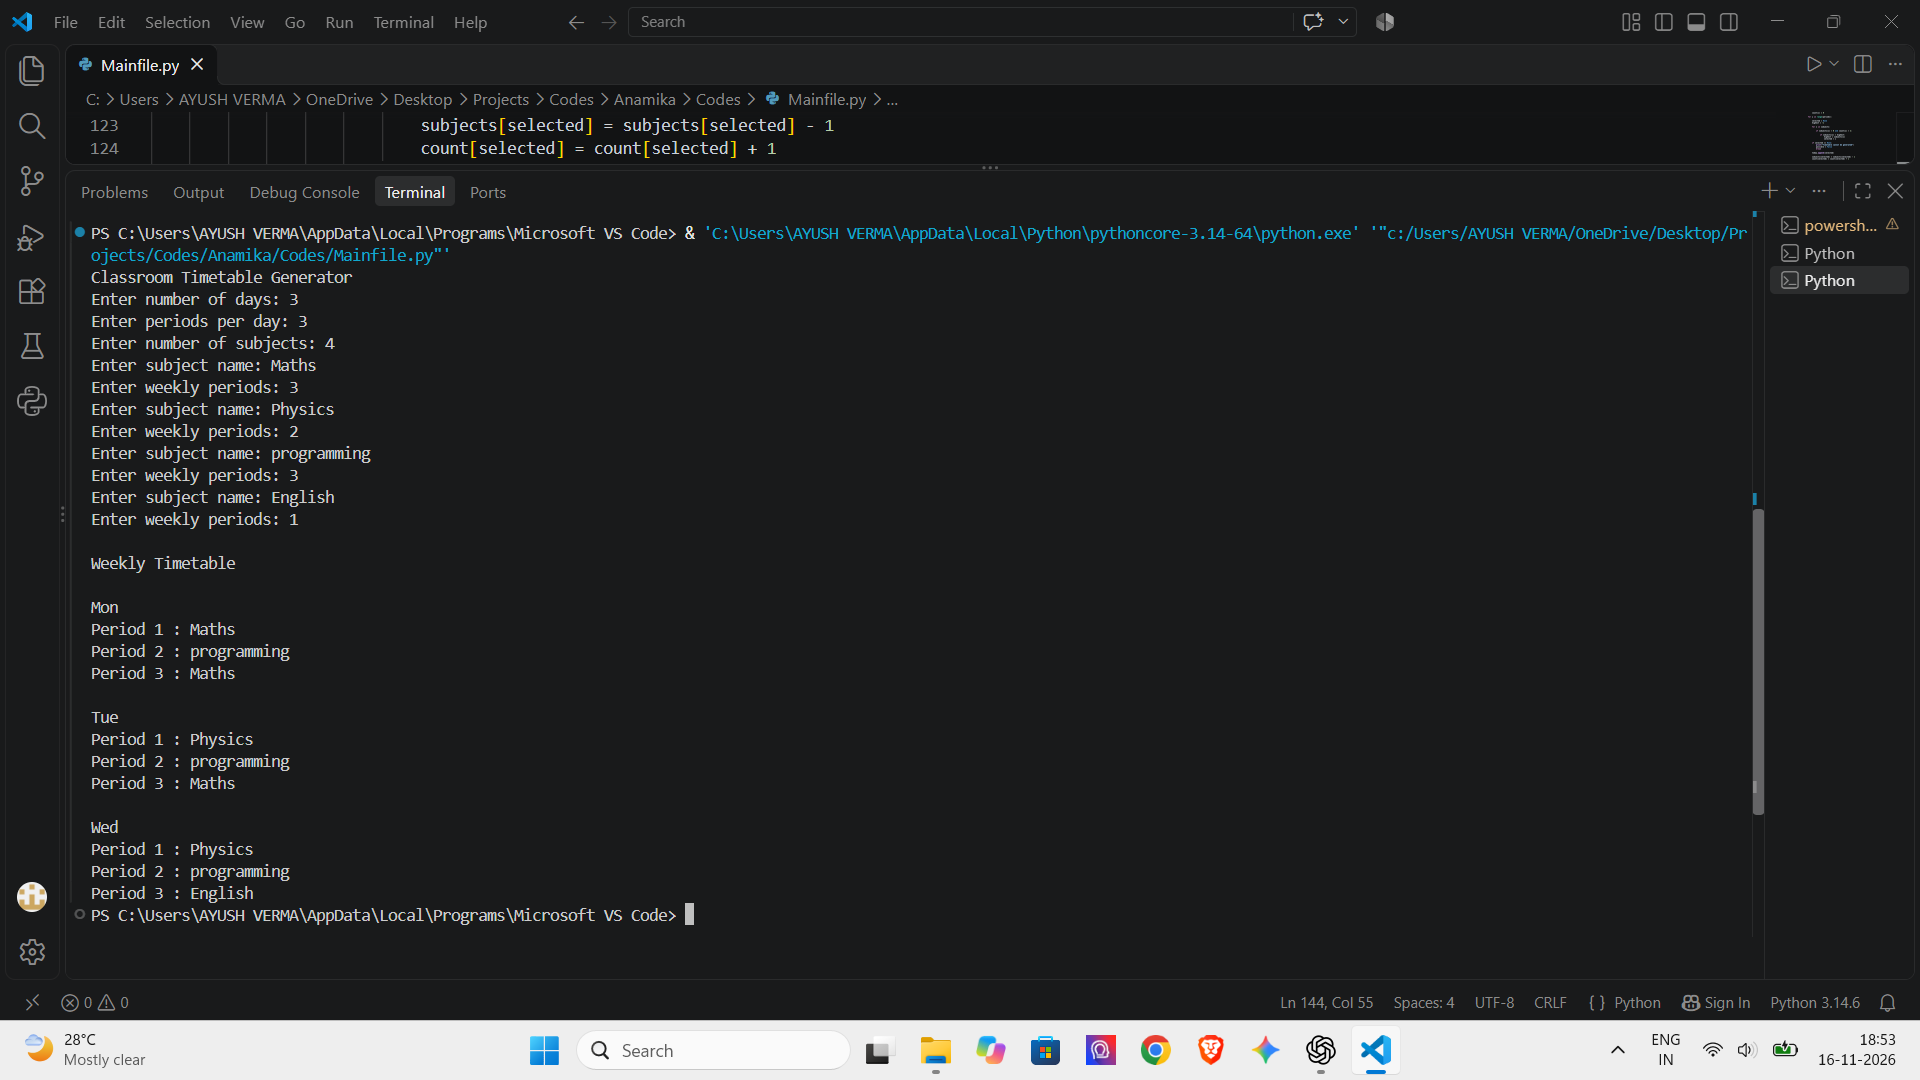 File Edit Selection View Go Run Terminal Help
Search
Mainfile.py
C: > Users > AYUSH VERMA > OneDrive > Desktop > Projects > Codes > Anamika > Codes > Mainfile.py > ...
123 subjects[selected] = subjects[selected] - 1
124 count[selected] = count[selected] + 1
Problems Output Debug Console Terminal Ports
PS C:\Users\AYUSH VERMA\AppData\Local\Programs\Microsoft VS Code> & 'C:\Users\AYUSH VERMA\AppData\Local\Python\pythoncore-3.14-64\python.exe' '"c:/Users/AYUSH VERMA/OneDrive/Desktop/Pr
ojects/Codes/Anamika/Codes/Mainfile.py"'
Classroom Timetable Generator
Enter number of days: 3
Enter periods per day: 3
Enter number of subjects: 4
Enter subject name: Maths
Enter weekly periods: 3
Enter subject name: Physics
Enter weekly periods: 2
Enter subject name: programming
Enter weekly periods: 3
Enter subject name: English
Enter weekly periods: 1
Weekly Timetable
Mon
Period 1 : Maths
Period 2 : programming
Period 3 : Maths
Tue
Period 1 : Physics
Period 2 : programming
Period 3 : Maths
Wed
Period 1 : Physics
Period 2 : programming
Period 3 : English
PS C:\Users\AYUSH VERMA\AppData\Local\Programs\Microsoft VS Code>
powersh...
Python
Python
0 0
Ln 144, Col 55 Spaces: 4 UTF-8 CRLF { } Python Sign In Python 3.14.6
28°C
Mostly clear
Search
ENG
IN
18:53
16-11-2026